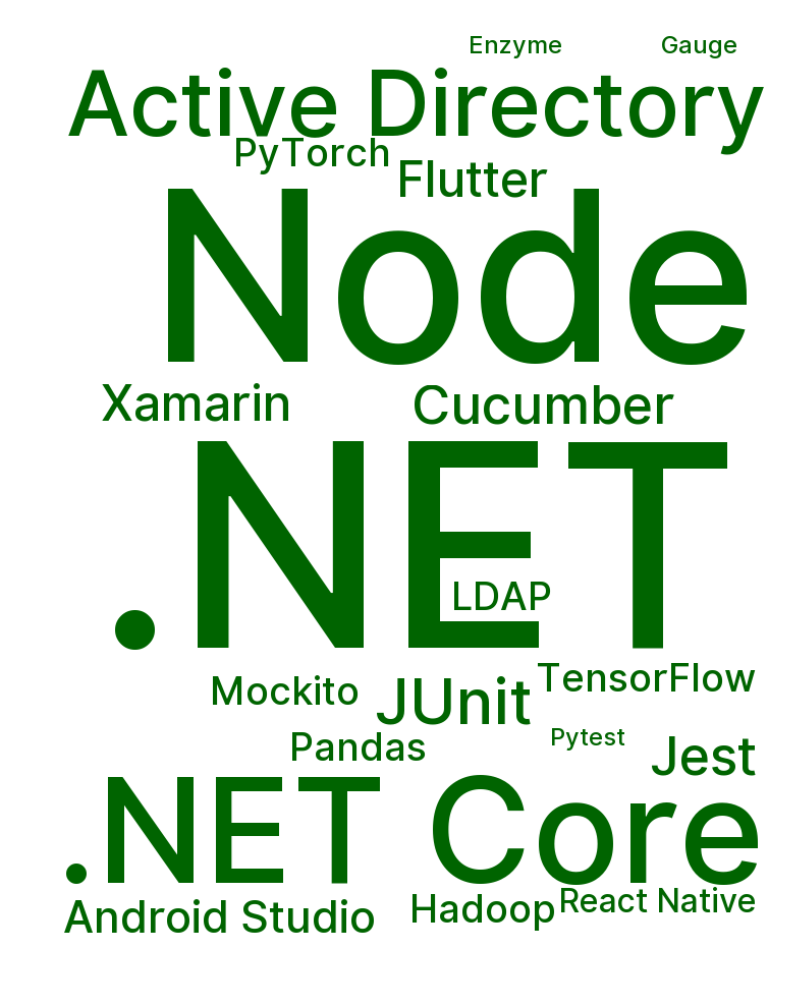 Enzyme
Gauge
Active Directory
PyTorch
Flutter
Node
Xamarin
Cucumber
.NET
LDAP
TensorFlow
Mockito
JUnit
Pytest
Pandas
Jest
.NET Core
React Native
Hadoop
Android Studio